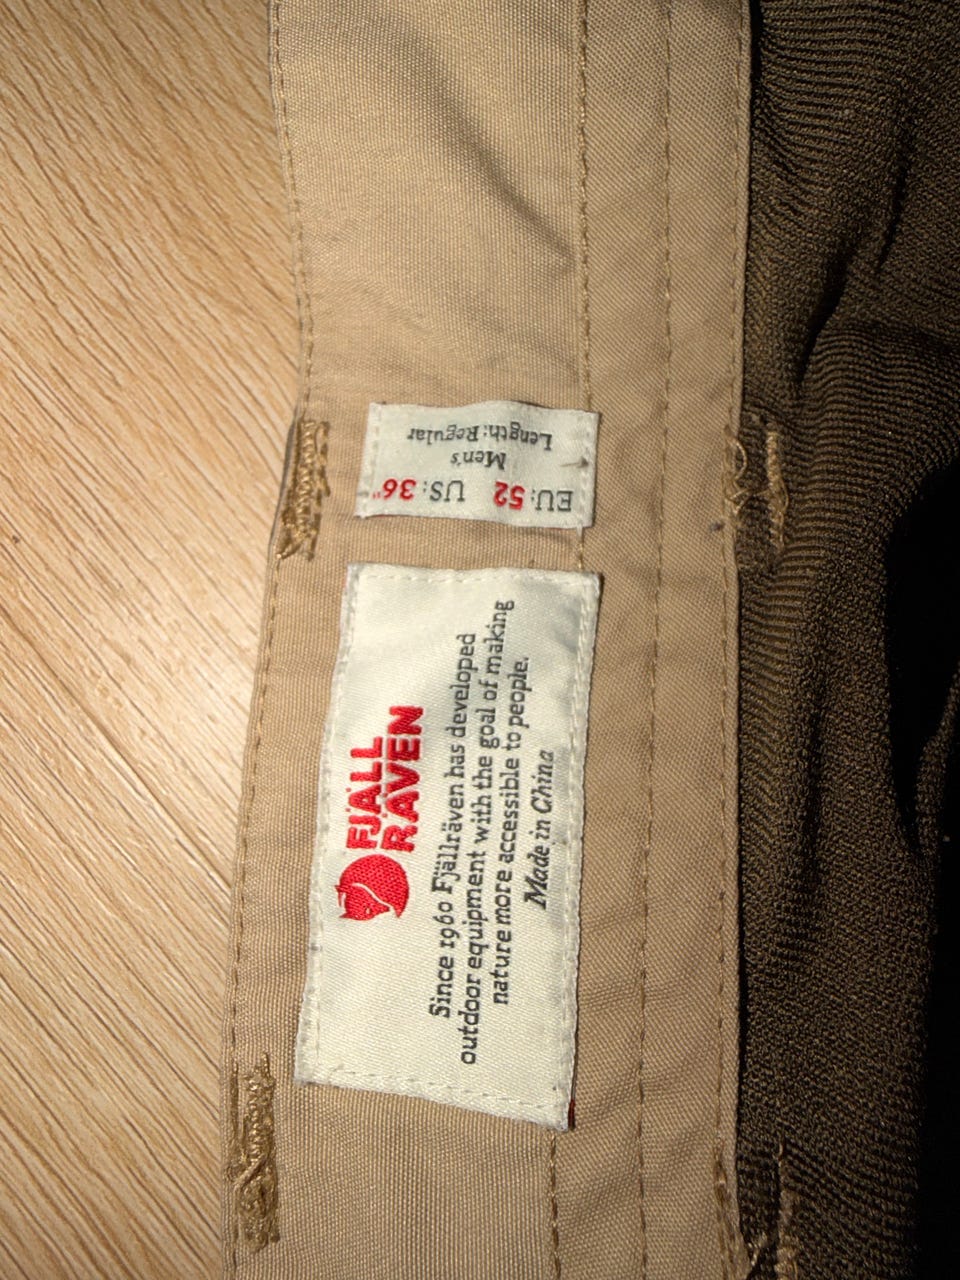 EU: 52 US: 36"
Men's
Length: Regular
FJÄLL
RÄVEN
Since 1960 Fjällräven has developed
outdoor equipment with the goal of making
nature more accessible to people.
Made in China